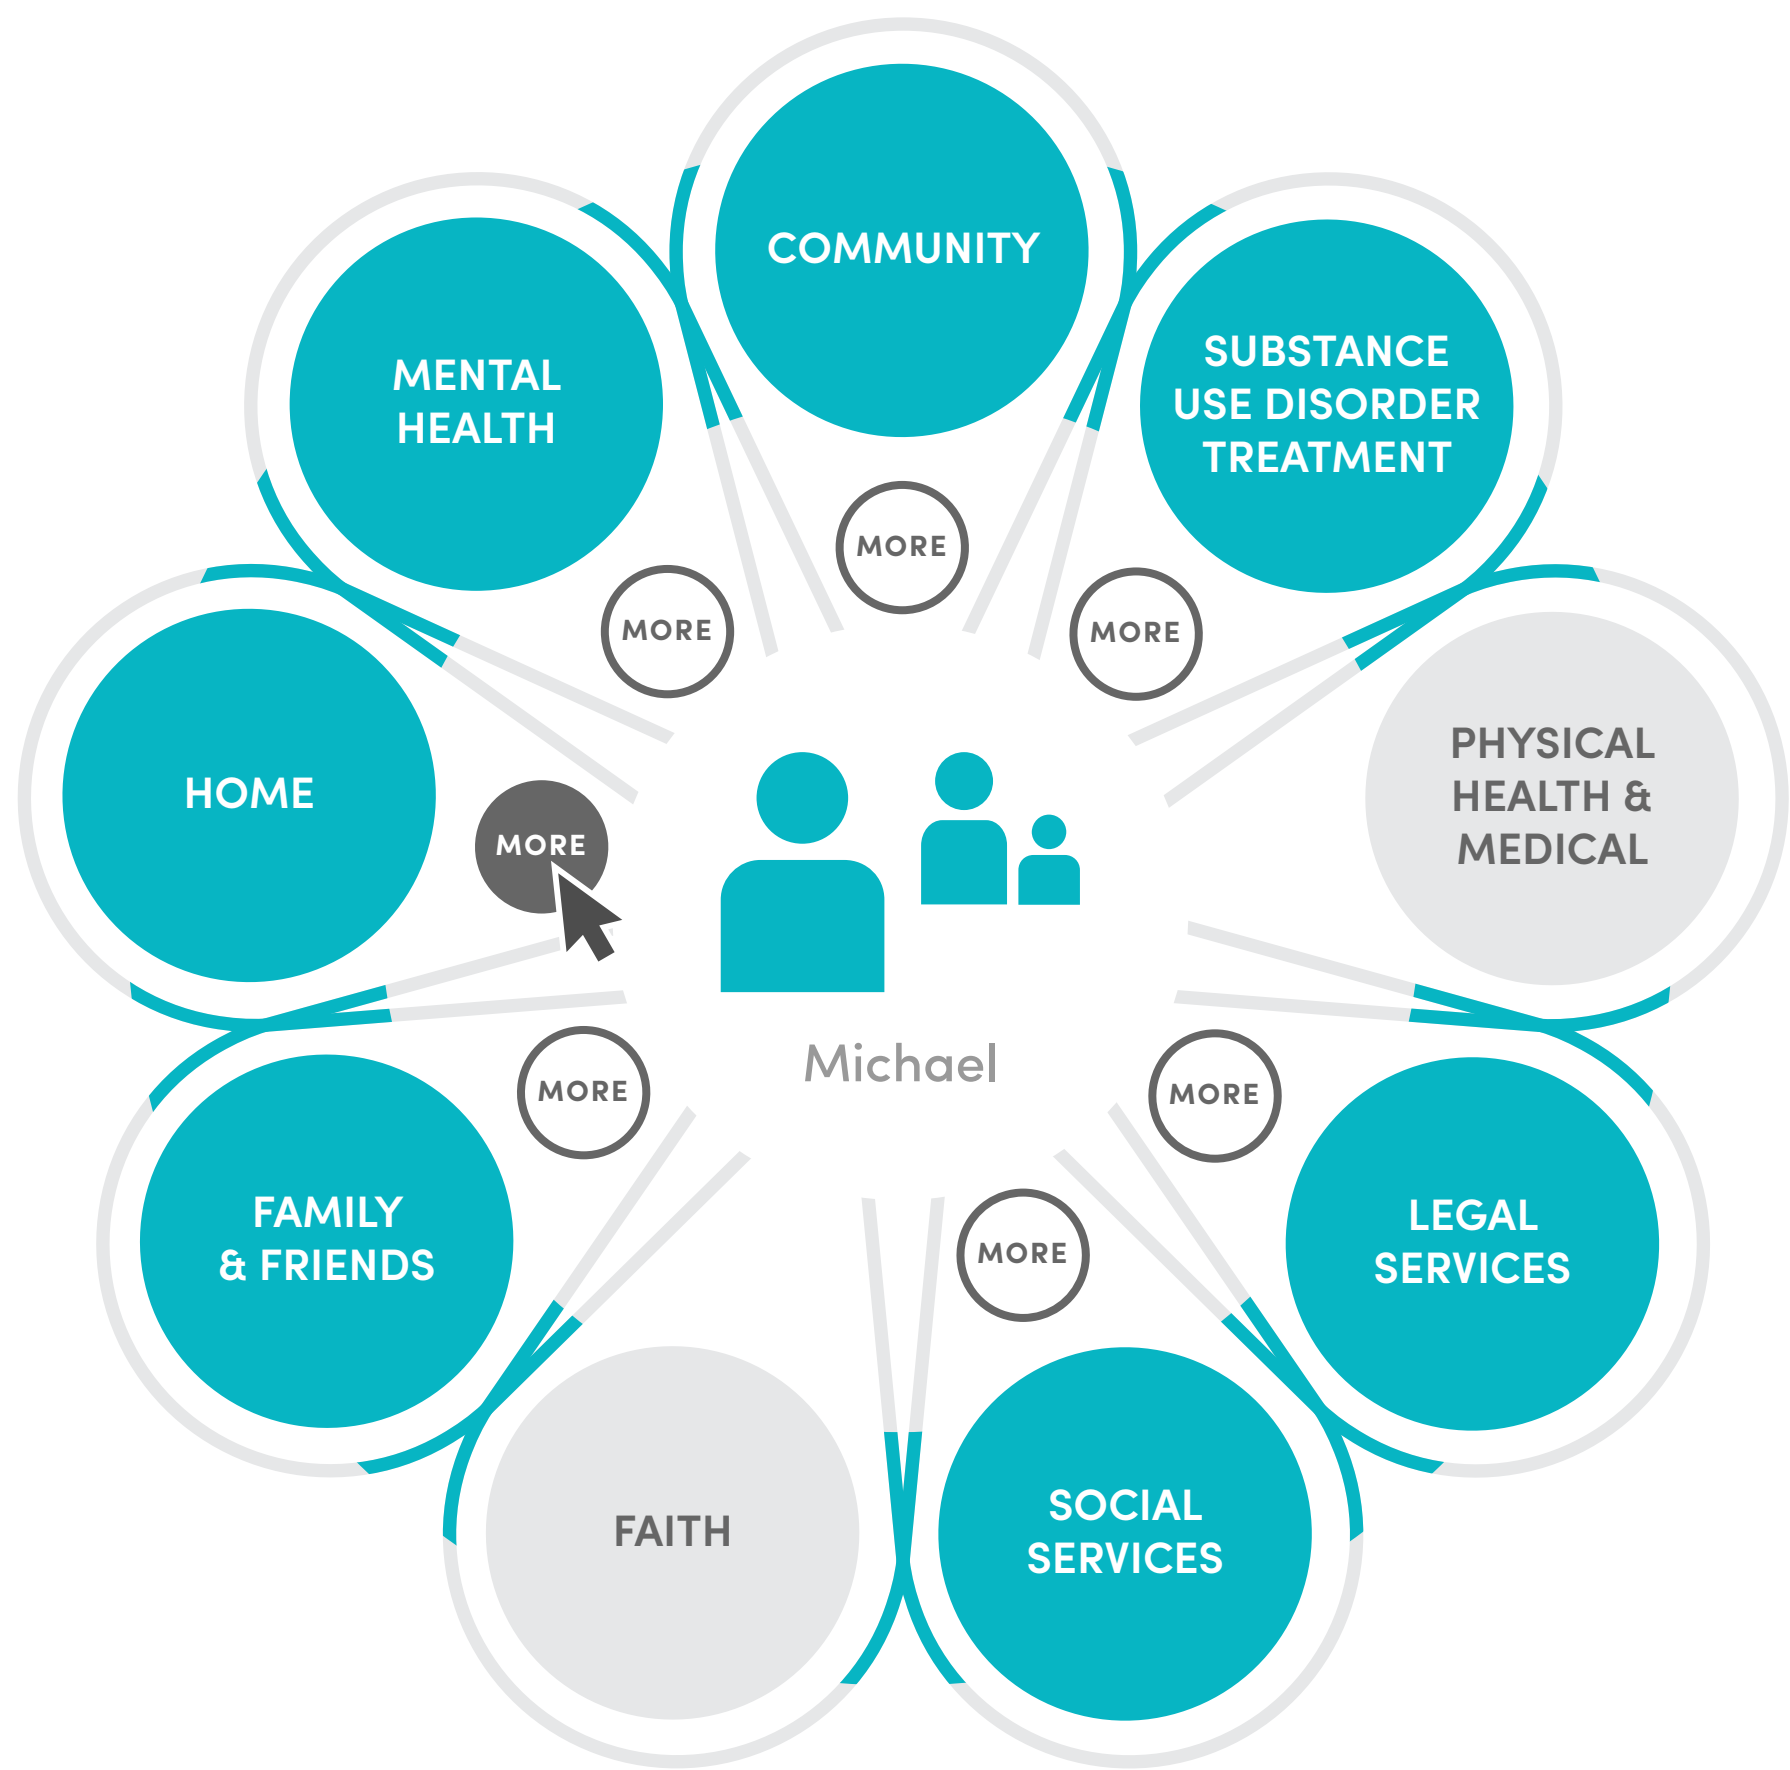 COMMUNITY
MENTAL
HEALTH
SUBSTANCE
USE DISORDER
TREATMENT
MORE
MORE
MORE
HOME
MORE
PHYSICAL
HEALTH &
MEDICAL
Michael
MORE
MORE
FAMILY
& FRIENDS
LEGAL
SERVICES
MORE
FAITH
SOCIAL
SERVICES